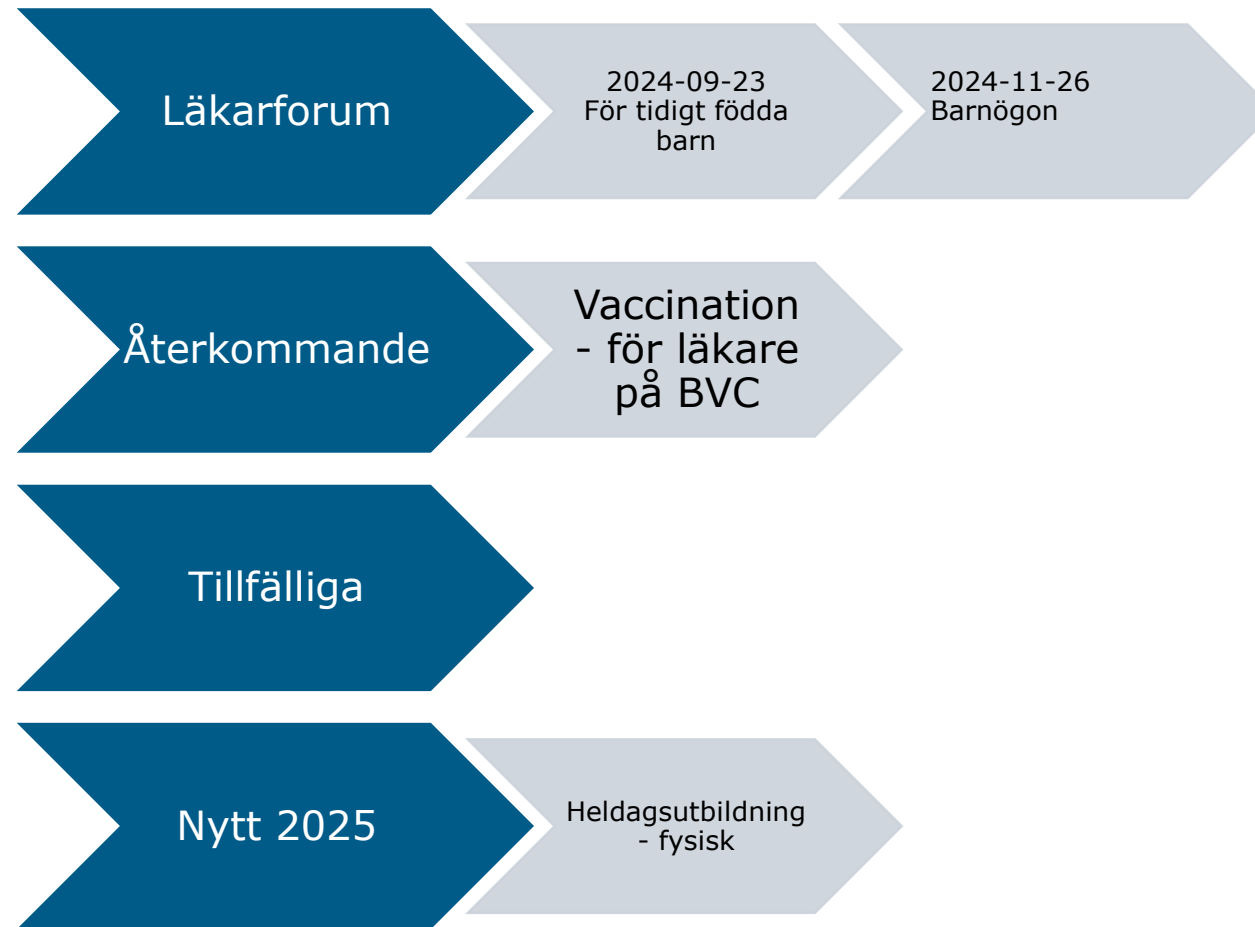 Läkarforum
2024-09-23
För tidigt födda
barn
2024-11-26
Barnögon
Återkommande
Vaccination
- för läkare
på BVC
Tillfälliga
Nytt 2025
Heldagsutbildning
- fysisk